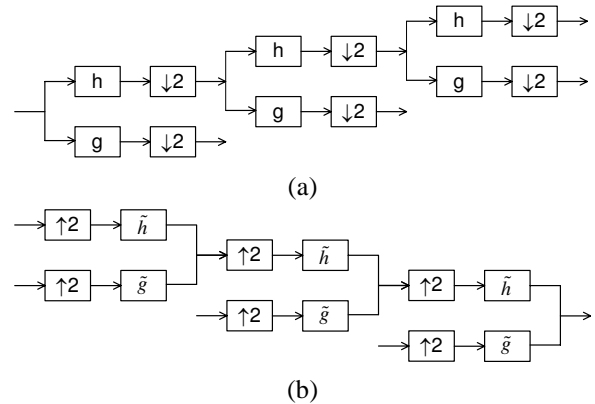 h ↓2
h ↓2
g ↓2
h ↓2
g ↓2
g ↓2
(a)
↑2 h̃
↑2 g̃
↑2 h̃
↑2 g̃
↑2 h̃
↑2 g̃
(b)